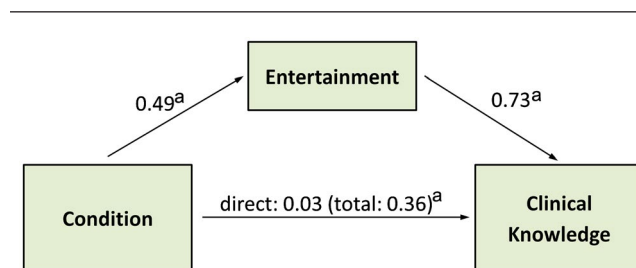 Entertainment
0.49a
0.73a
direct: 0.03 (total: 0.36)a
Condition
Clinical
Knowledge